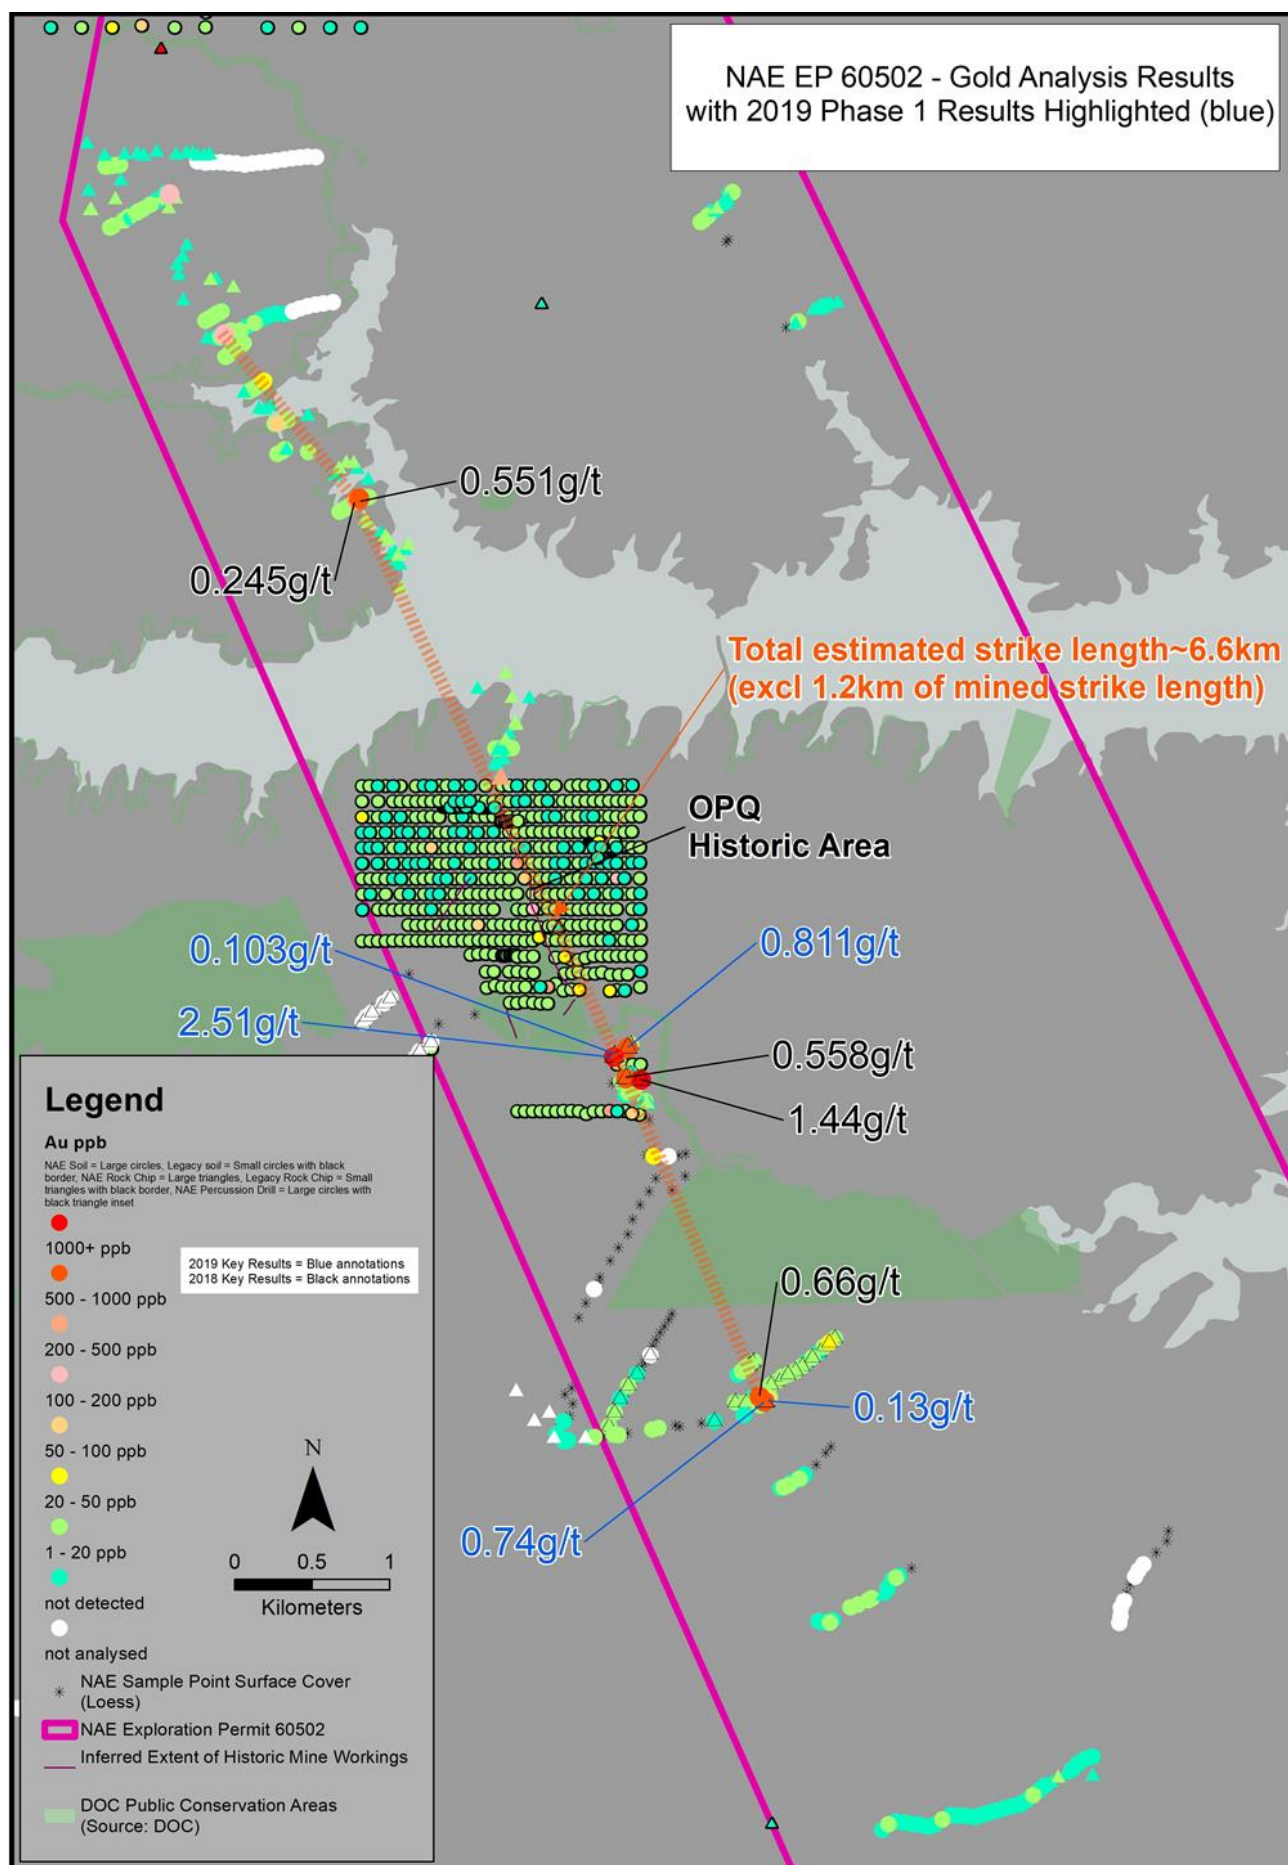 NAE EP 60502 - Gold Analysis Results
with 2019 Phase 1 Results Highlighted (blue)
0.551g/t
0.245g/t
Total estimated strike length~6.6km
(excl 1.2km of mined strike length)
OPQ
Historic Area
0.103g/t
0.811g/t
2.51g/t
0.558g/t
1.44g/t
0.66g/t
0.13g/t
0.74g/t
Legend
Au ppb
NAE Soil = Large circles, Legacy soil = Small circles with black
border, NAE Rock Chip = Large triangles, Legacy Rock Chip = Small
triangles with black border, NAE Percussion Drill = Large circles with
black triangle inset
1000+ ppb
2019 Key Results = Blue annotations
2018 Key Results = Black annotations
500 - 1000 ppb
200 - 500 ppb
100 - 200 ppb
50 - 100 ppb
20 - 50 ppb
1 - 20 ppb
not detected
not analysed
N
0 0.5 1
Kilometers
NAE Sample Point Surface Cover
(Loess)
NAE Exploration Permit 60502
Inferred Extent of Historic Mine Workings
DOC Public Conservation Areas
(Source: DOC)